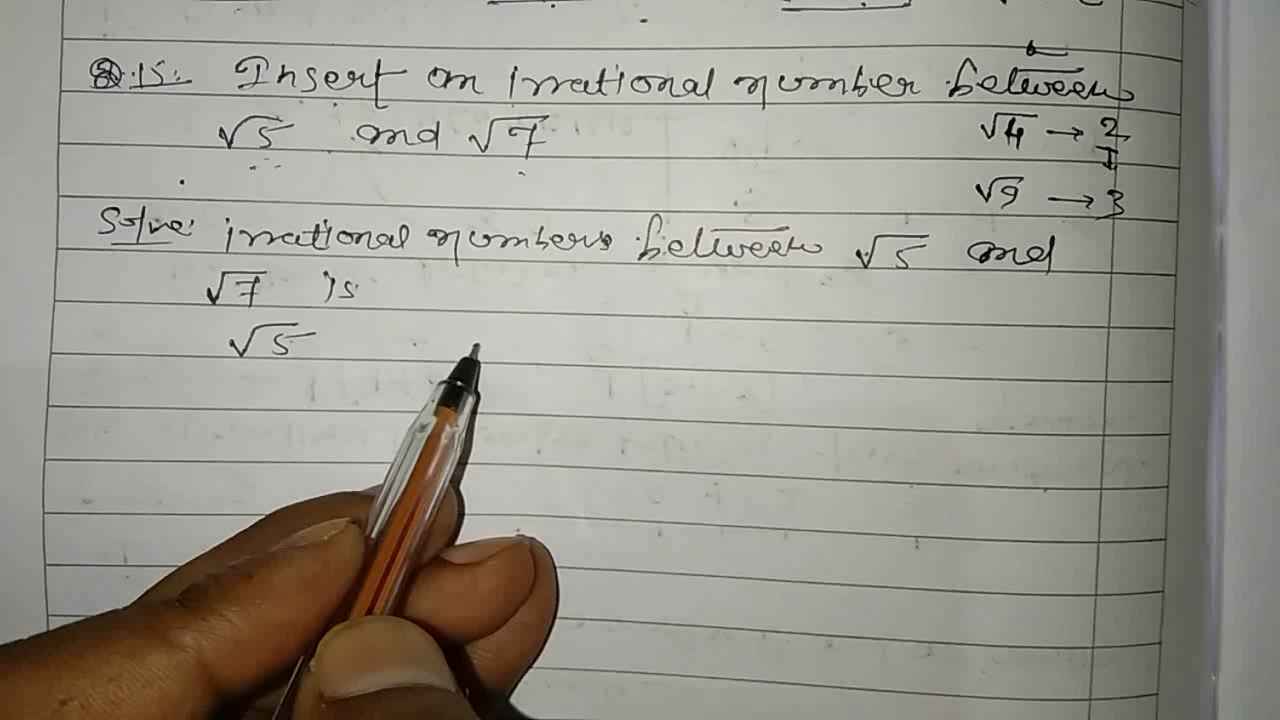 Q.15. Insert an irrational number between
√5 and √7
√4 → 2
I
√9 → 3
Solve: irrational numbers between √5 and
√7 is
√5